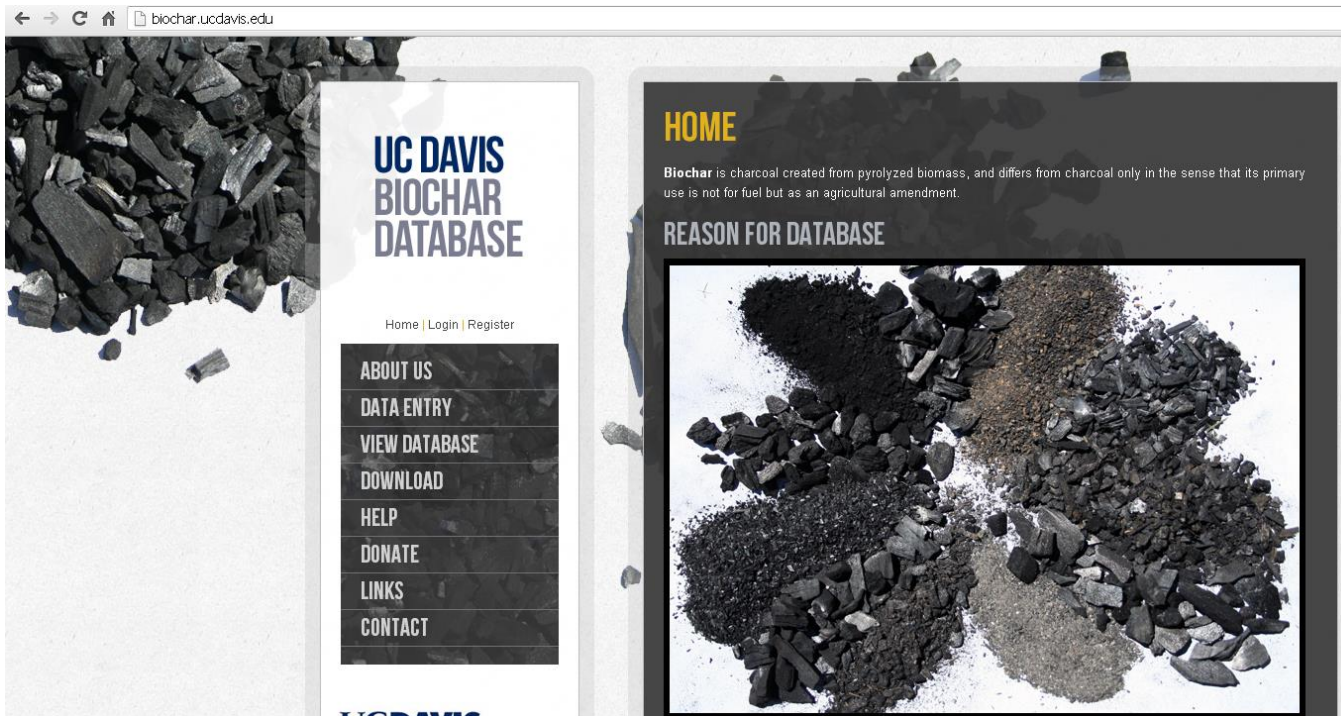 biochar.ucdavis.edu
UC DAVIS
BIOCHAR
DATABASE
Home | Login | Register
ABOUT US
DATA ENTRY
VIEW DATABASE
DOWNLOAD
HELP
DONATE
LINKS
CONTACT
UCDAVIS
HOME
Biochar is charcoal created from pyrolyzed biomass, and differs from charcoal only in the sense that its primary
use is not for fuel but as an agricultural amendment.
REASON FOR DATABASE